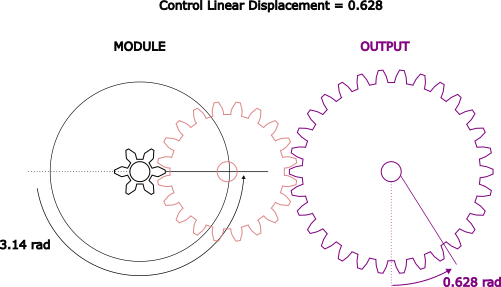 Control Linear Displacement = 0.628
MODULE
OUTPUT
3.14 rad
0.628 rad